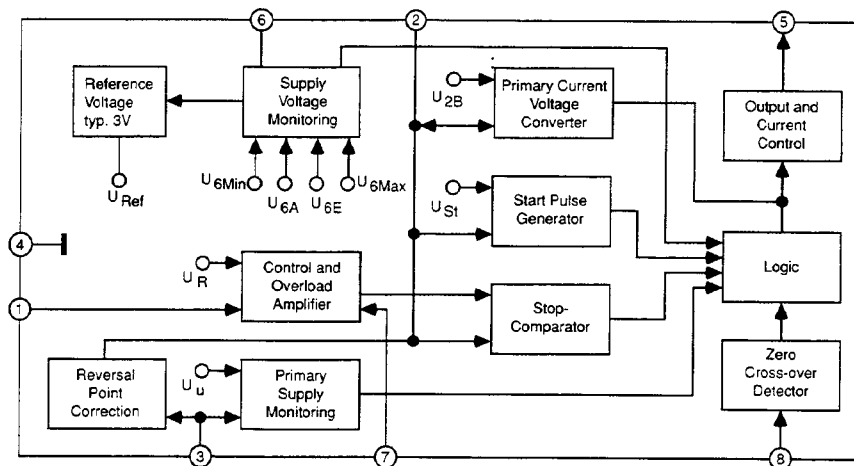 6
2
5
Reference
Voltage
typ. 3V
Supply
Voltage
Monitoring
U2B
Primary Current
Voltage
Converter
Output and
Current
Control
URef
U6Min
U6A
U6E
U6Max
USt
Start Pulse
Generator
4
UR
Control and
Overload
Amplifier
Logic
1
Stop-
Comparator
Reversal
Point
Correction
Uu
Primary
Supply
Monitoring
Zero
Cross-over
Detector
3
7
8